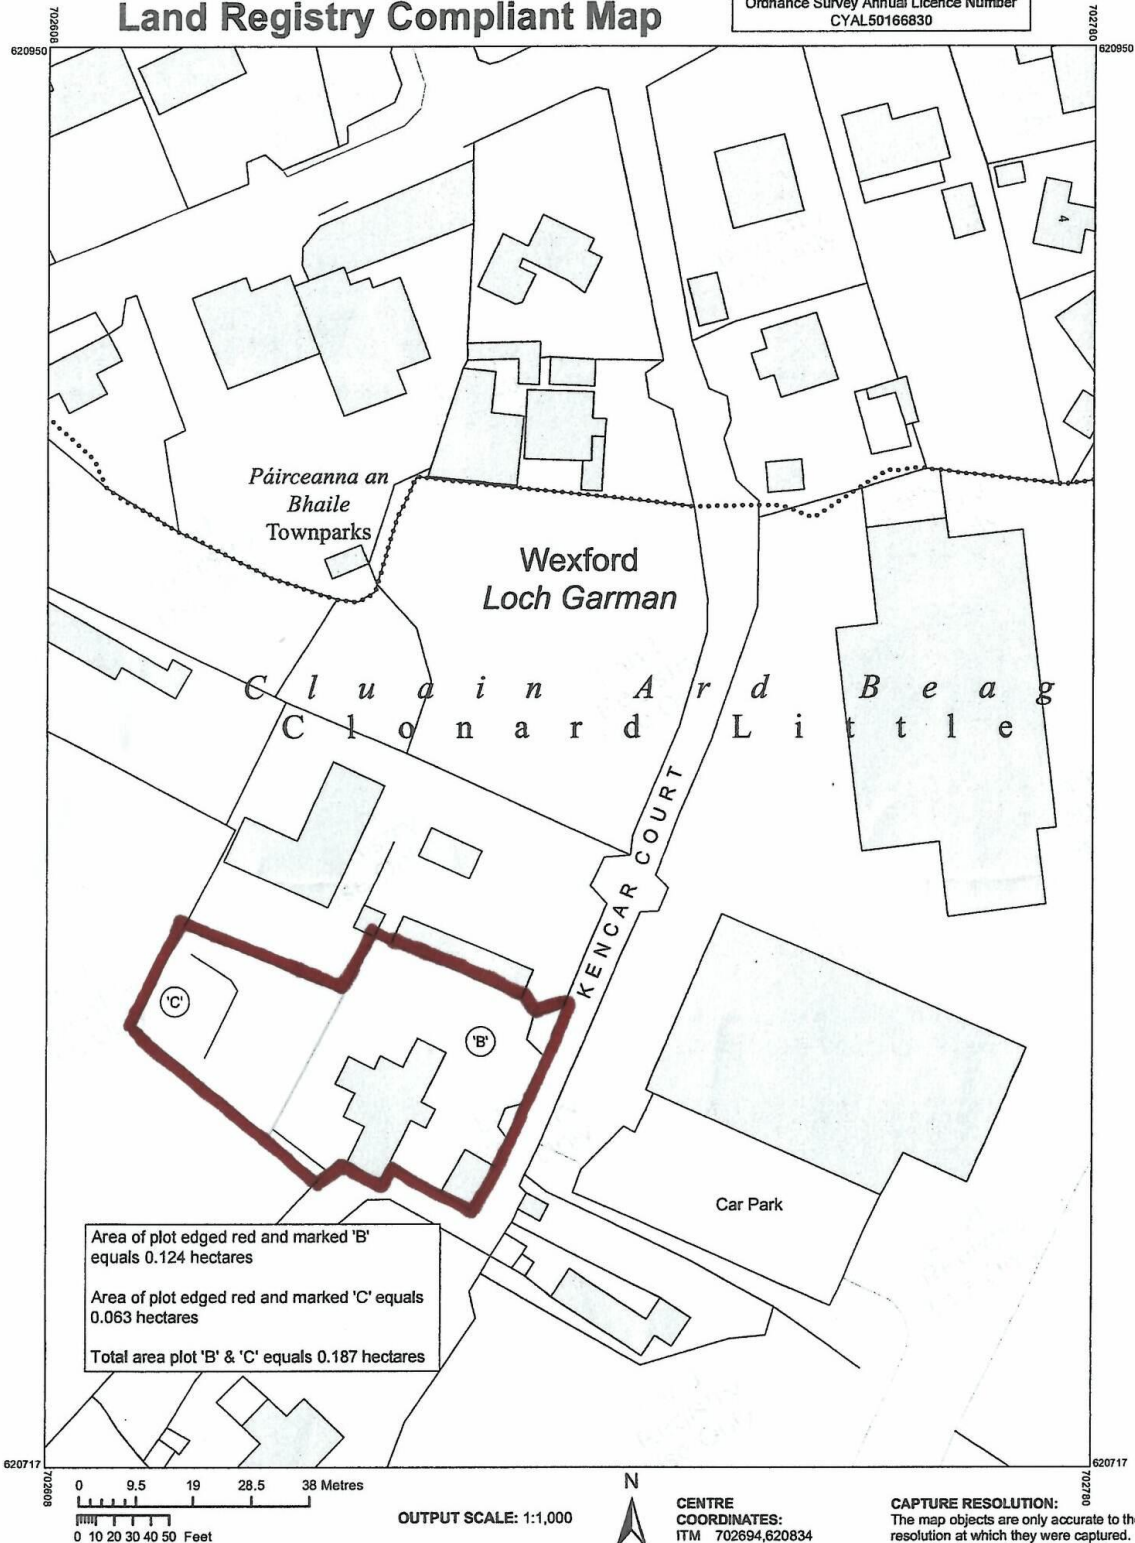 Land Registry Compliant Map
Ordnance Survey Annual Licence Number
CYAL50166830
702608
702780
620950
620950
4
Páirceanna an
Bhaile
Townparks
Wexford
Loch Garman
Cluain Ard Beag
Clonard Little
KENCAR COURT
'C'
'B'
Car Park
Area of plot edged red and marked 'B'
equals 0.124 hectares
Area of plot edged red and marked 'C' equals
0.063 hectares
Total area plot 'B' & 'C' equals 0.187 hectares
620717
620717
702608
702780
0 9.5 19 28.5 38 Metres
0 10 20 30 40 50 Feet
OUTPUT SCALE: 1:1,000
N
CENTRE
COORDINATES:
ITM 702694,620834
CAPTURE RESOLUTION:
The map objects are only accurate to the
resolution at which they were captured.